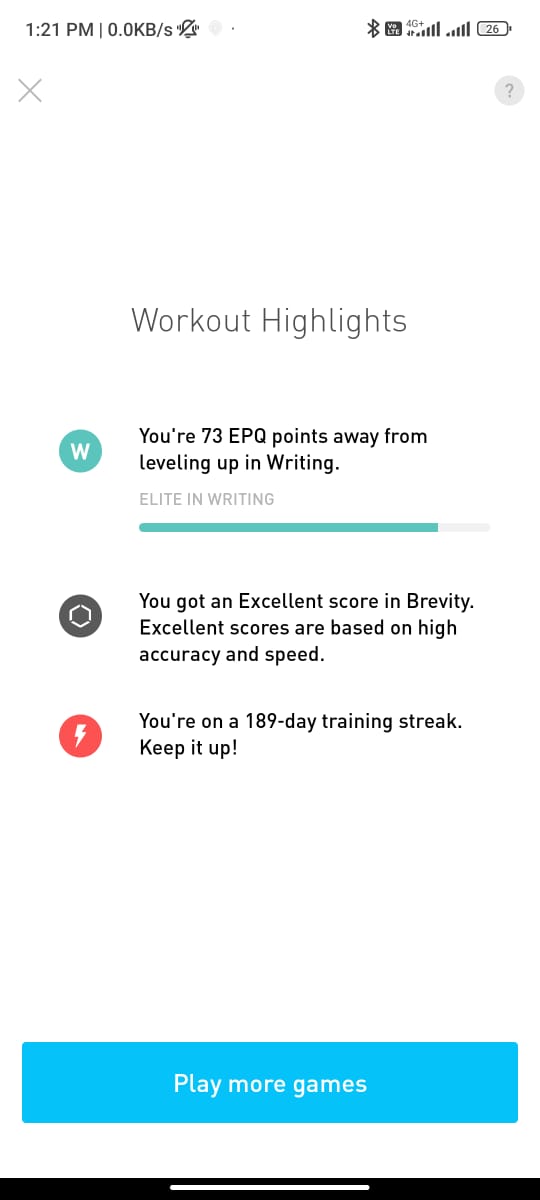 1:21 PM | 0.0KB/s
Vo LTE 4G+ 26
?
Workout Highlights
W
You're 73 EPQ points away from
leveling up in Writing.
ELITE IN WRITING
You got an Excellent score in Brevity.
Excellent scores are based on high
accuracy and speed.
You're on a 189-day training streak.
Keep it up!
Play more games